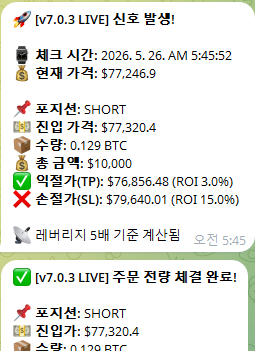 🚀 [v7.0.3 LIVE] 신호 발생!
⌚ 체크 시간: 2026. 5. 26. AM 5:45:52
💰 현재 가격: $77,246.9
📌 포지션: SHORT
💵 진입 가격: $77,320.4
📦 수량: 0.129 BTC
💰 총 금액: $10,000
✅ 익절가(TP): $76,856.48 (ROI 3.0%)
❌ 손절가(SL): $79,640.01 (ROI 15.0%)
📡 레버리지 5배 기준 계산됨
오전 5:45
✅ [v7.0.3 LIVE] 주문 전량 체결 완료!
📌 포지션: SHORT
💵 진입가: $77,320.4
📦 수량: 0.129 BTC